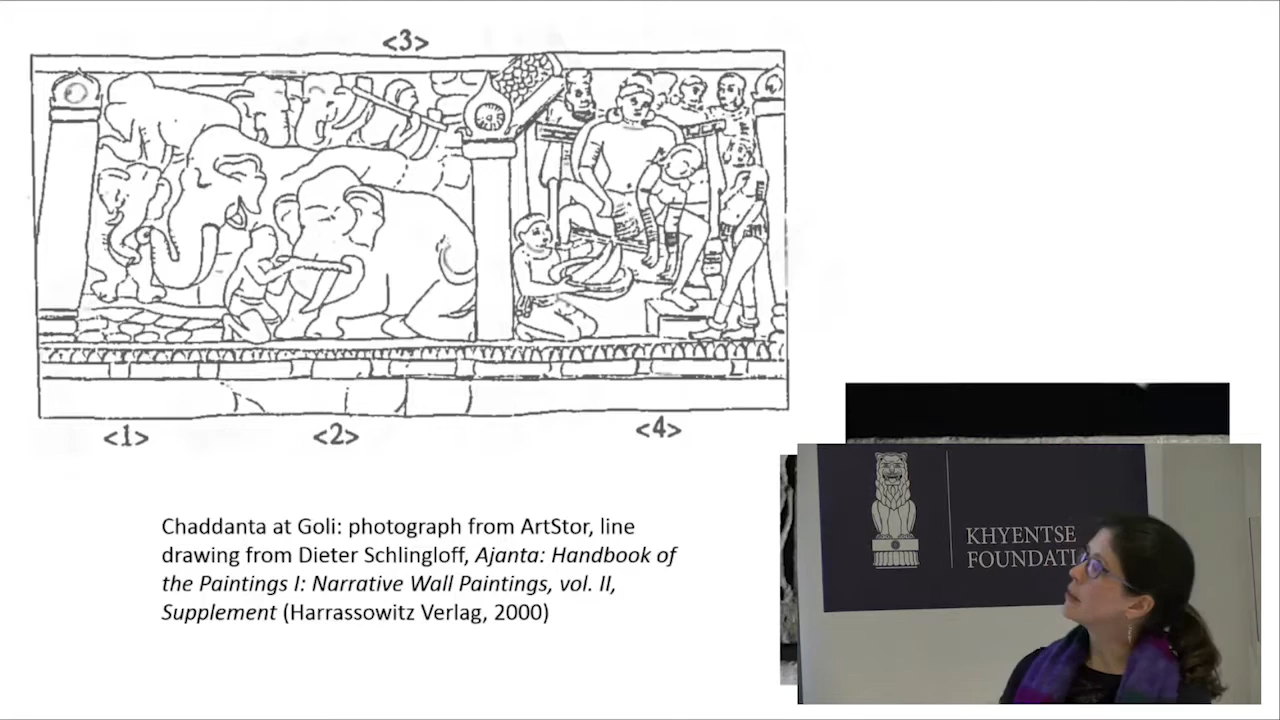 <3>
<1>
<2>
<4>
Chaddanta at Goli: photograph from ArtStor, line
drawing from Dieter Schlingloff, Ajanta: Handbook of
the Paintings I: Narrative Wall Paintings, vol. II,
Supplement (Harrassowitz Verlag, 2000)
KHYENTSE
FOUNDATI